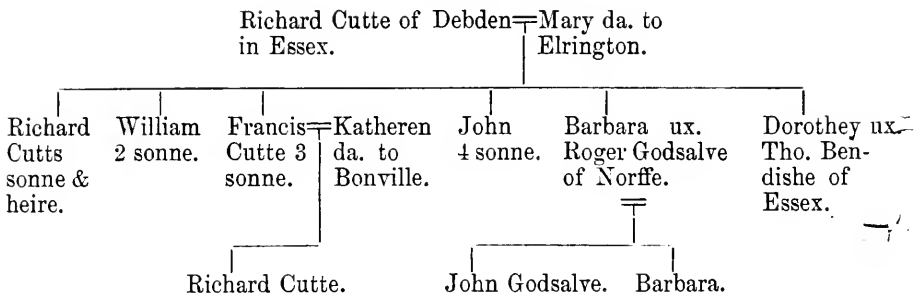 Richard Cutte of Debden=Mary da. to
in Essex. Elrington.
Richard William Francis=Katheren John Barbara ux. Dorothey ux.
Cutts 2 sonne. Cutte 3 da. to 4 sonne. Roger Godsalve Tho. Ben-
sonne & sonne. Bonville. of Norffe. dishe of
heire. Essex.
Richard Cutte. John Godsalve. Barbara.